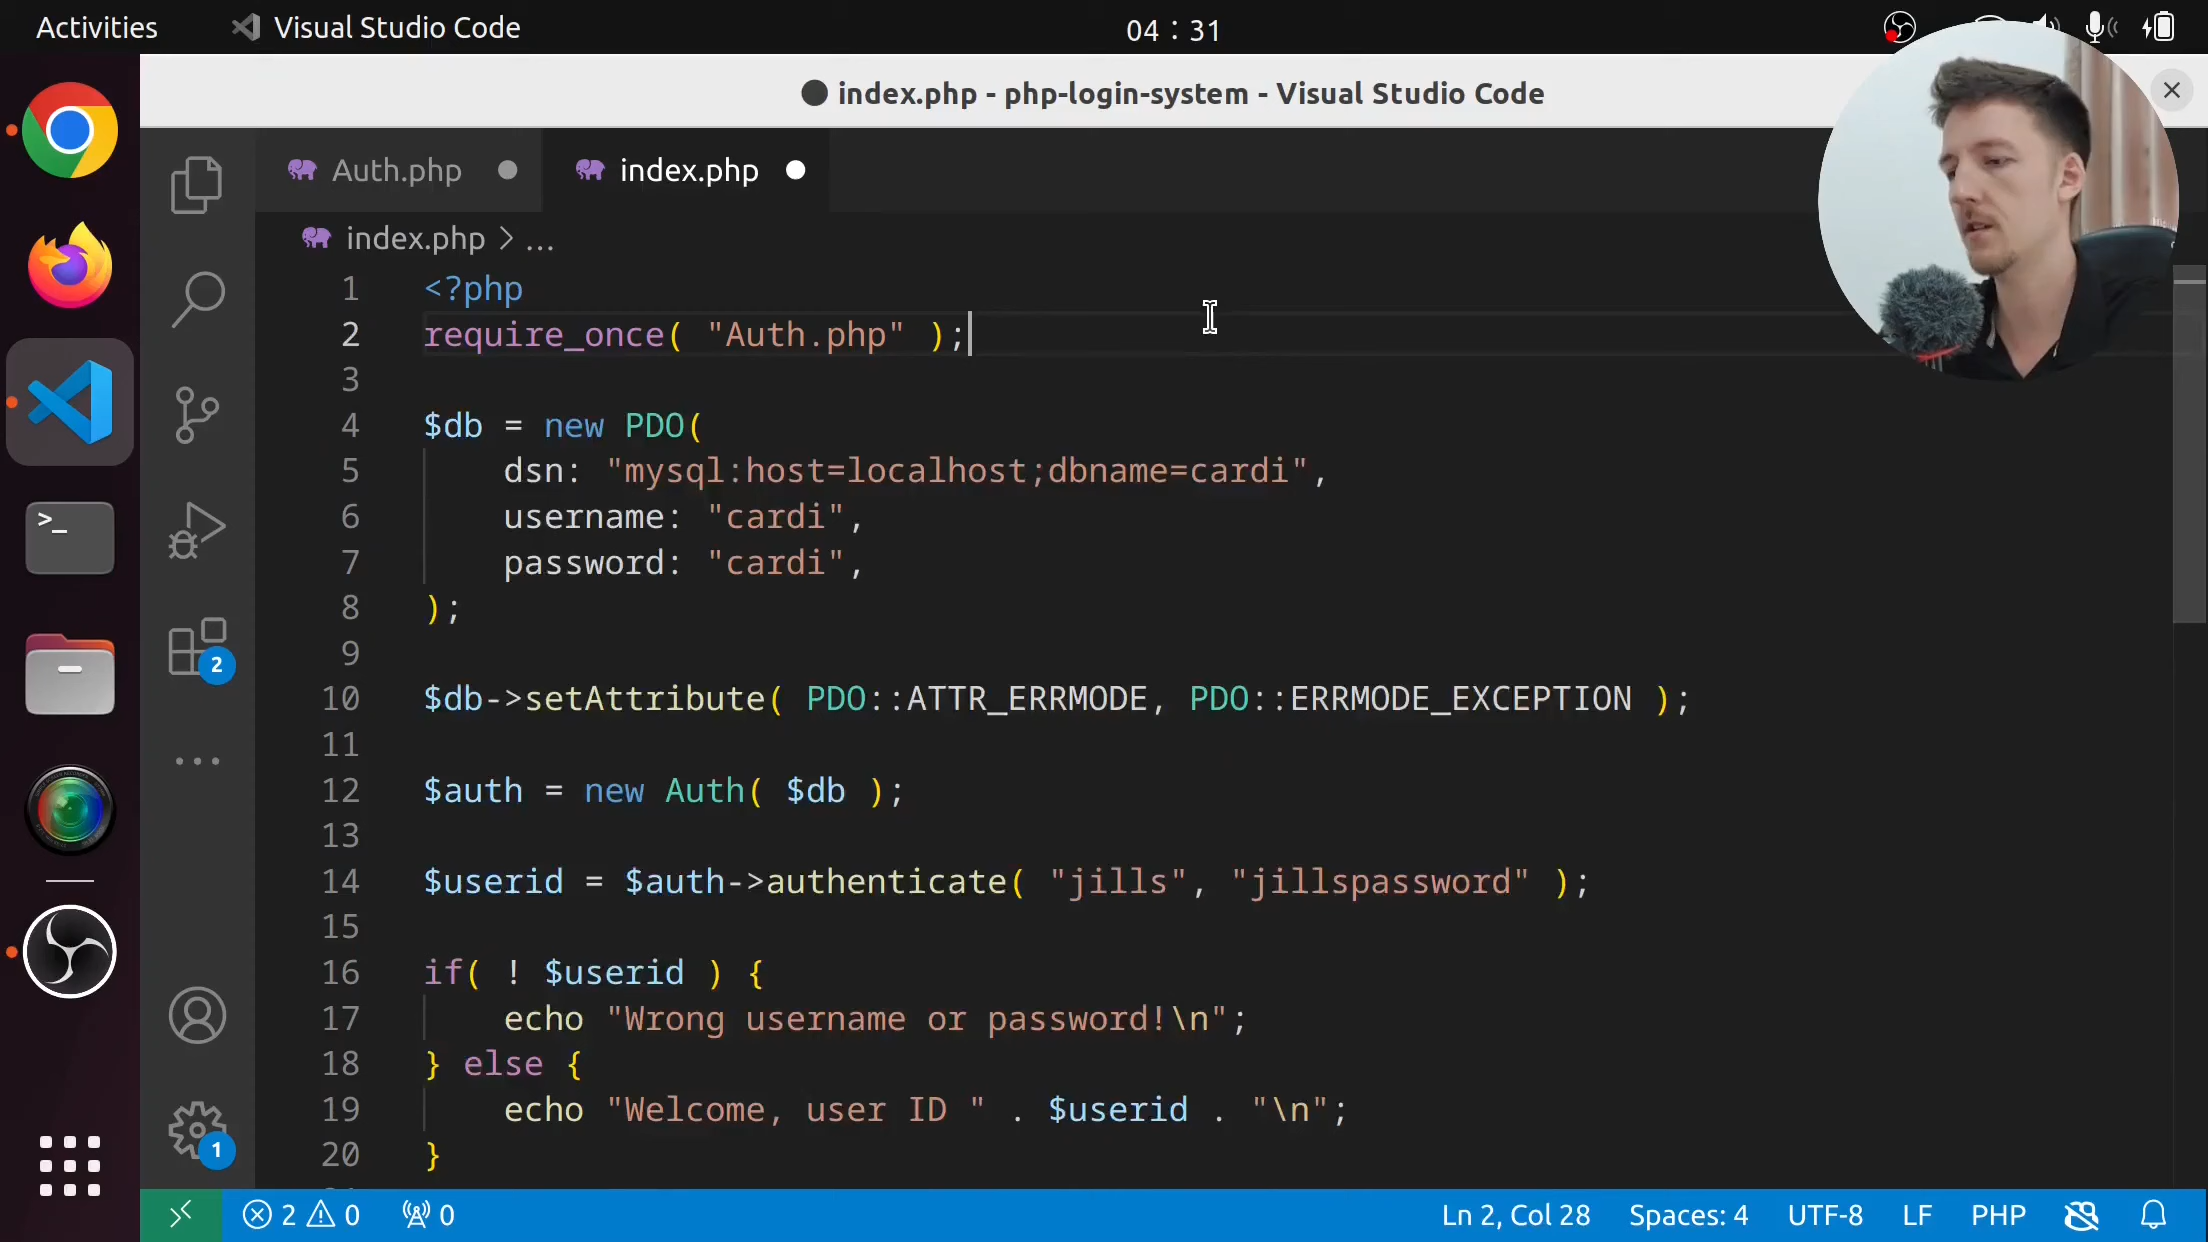 Activities
Visual Studio Code
04 : 31
index.php - php-login-system - Visual Studio Code
Auth.php
index.php
index.php > ...
1 <?php
2 require_once( "Auth.php" );
3
4 $db = new PDO(
5 dsn: "mysql:host=localhost;dbname=cardi",
6 username: "cardi",
7 password: "cardi",
8 );
9
10 $db->setAttribute( PDO::ATTR_ERRMODE, PDO::ERRMODE_EXCEPTION );
11
12 $auth = new Auth( $db );
13
14 $userid = $auth->authenticate( "jills", "jillspassword" );
15
16 if( ! $userid ) {
17 echo "Wrong username or password!\n";
18 } else {
19 echo "Welcome, user ID " . $userid . "\n";
20 }
2
1
2 0 0
Ln 2, Col 28
Spaces: 4
UTF-8
LF
PHP